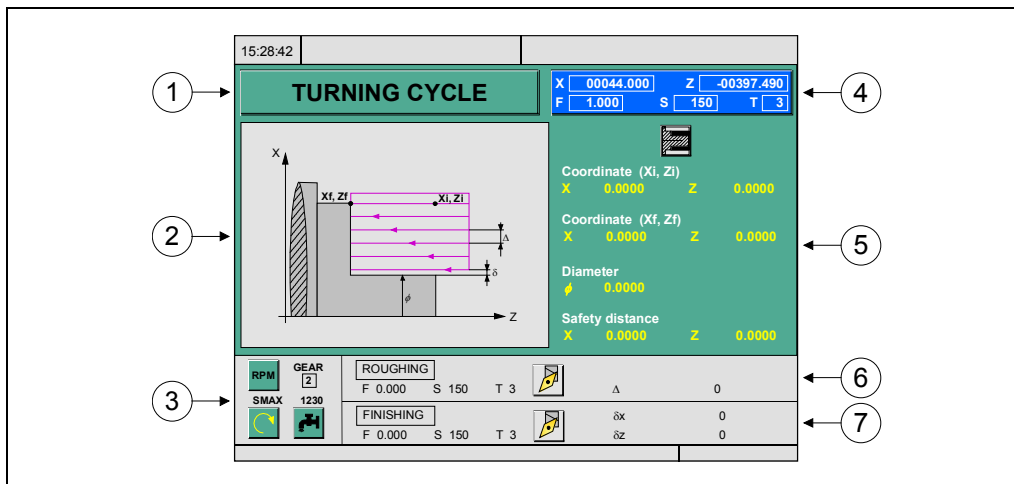 15:28:42
1
TURNING CYCLE
X 00044.000 Z -00397.490
F 1.000 S 150 T 3
4
X
Xf, Zf Xi, Zi
Δ
δ
ϕ
Z
2
Coordinate (Xi, Zi)
X 0.0000 Z 0.0000
Coordinate (Xf, Zf)
X 0.0000 Z 0.0000
Diameter
ϕ 0.0000
Safety distance
X 0.0000 Z 0.0000
5
3
RPM GEAR
2
SMAX 1230
ROUGHING
F 0.000 S 150 T 3 Δ 0
6
FINISHING δx 0
F 0.000 S 150 T 3 δz 0
7